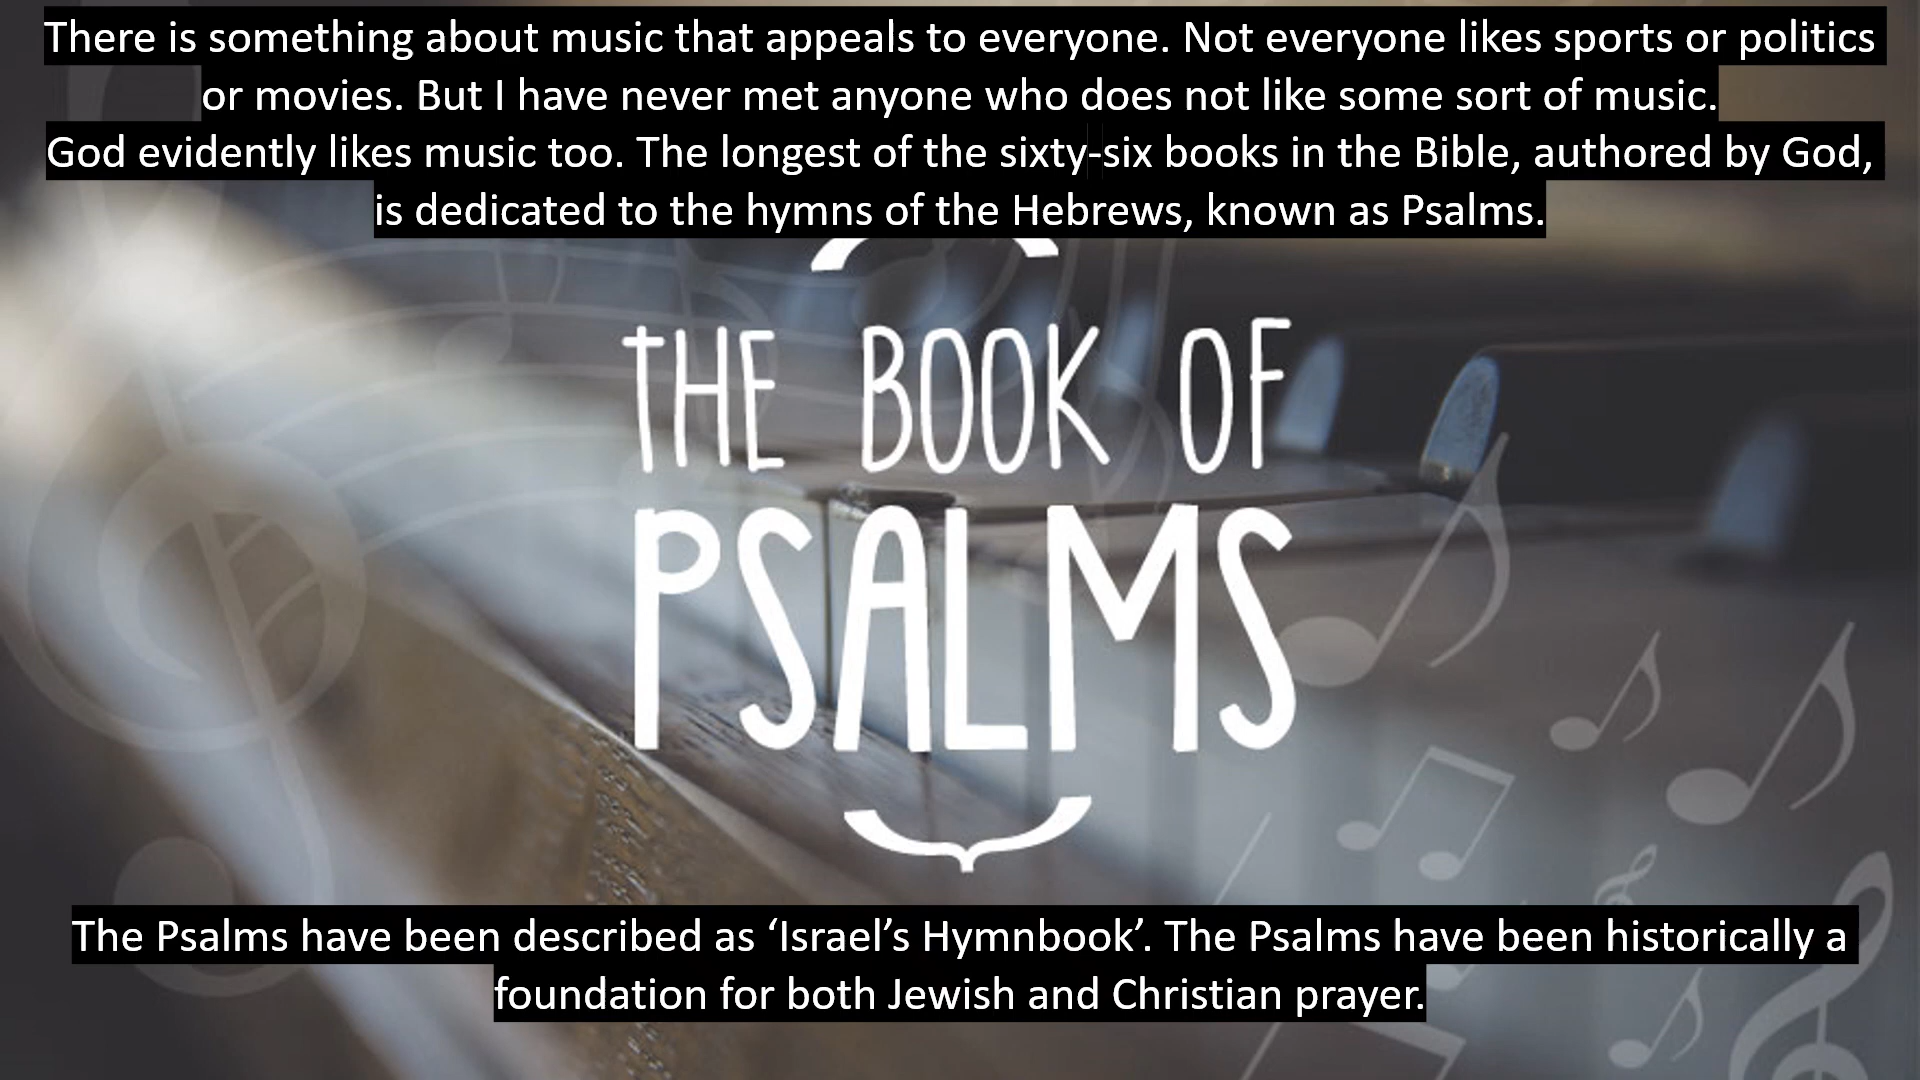 There is something about music that appeals to everyone. Not everyone likes sports or politics
or movies. But I have never met anyone who does not like some sort of music.
God evidently likes music too. The longest of the sixty-six books in the Bible, authored by God,
is dedicated to the hymns of the Hebrews, known as Psalms.
THE BOOK OF
PSALMS
The Psalms have been described as ‘Israel’s Hymnbook’. The Psalms have been historically a
foundation for both Jewish and Christian prayer.